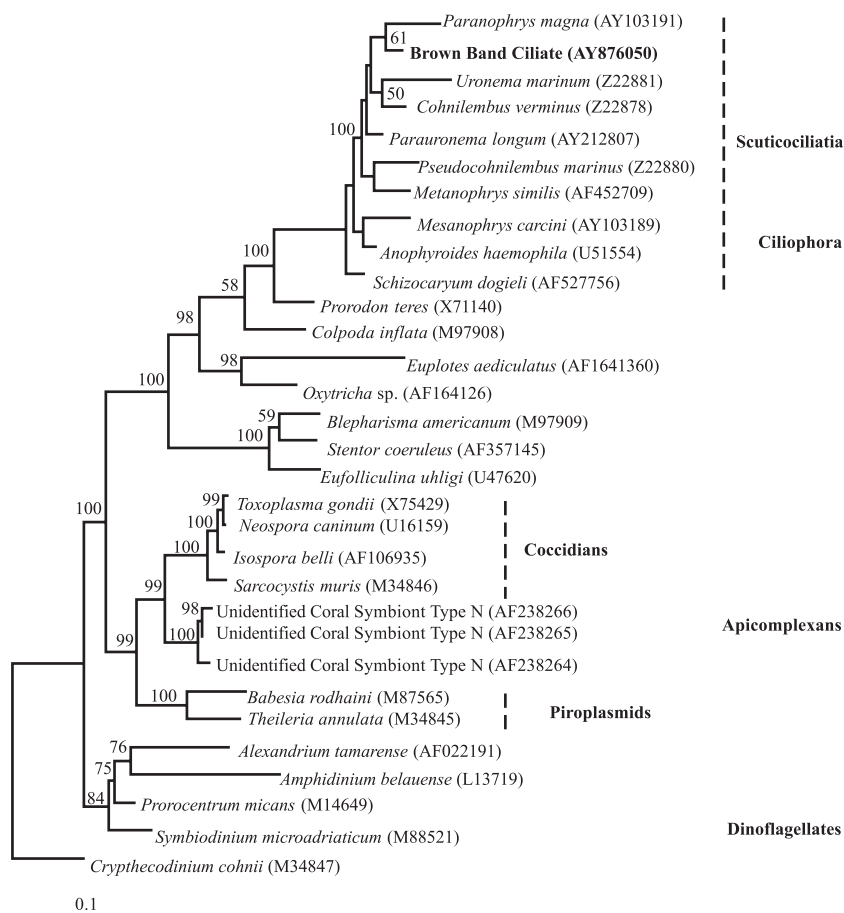 Paranophrys magna (AY103191)
61
Brown Band Ciliate (AY876050)
Uronema marinum (Z22881)
50
Cohnilembus verminus (Z22878)
100
Parauronema longum (AY212807)
Scuticociliatia
Pseudocohnilembus marinus (Z22880)
Metanophrys similis (AF452709)
Mesanophrys carcini (AY103189)
Ciliophora
100
Anophyroides haemophila (U51554)
Schizocaryum dogieli (AF527756)
58
Prorodon teres (X71140)
98
Colpoda inflata (M97908)
98
Euplotes aediculatus (AF1641360)
100
Oxytricha sp. (AF164126)
59
Blepharisma americanum (M97909)
100
Stentor coeruleus (AF357145)
Eufolliculina uhligi (U47620)
99
Toxoplasma gondii (X75429)
100
100
Neospora caninum (U16159)
100
Coccidians
Isospora belli (AF106935)
99
Sarcocystis muris (M34846)
98
Unidentified Coral Symbiont Type N (AF238266)
99
100
Unidentified Coral Symbiont Type N (AF238265)
Apicomplexans
Unidentified Coral Symbiont Type N (AF238264)
100
Babesia rodhaini (M87565)
Piroplasmids
Theileria annulata (M34845)
76
Alexandrium tamarense (AF022191)
75
Amphidinium belauense (L13719)
84
Prorocentrum micans (M14649)
Dinoflagellates
Symbiodinium microadriaticum (M88521)
Crypthecodinium cohnii (M34847)
0.1